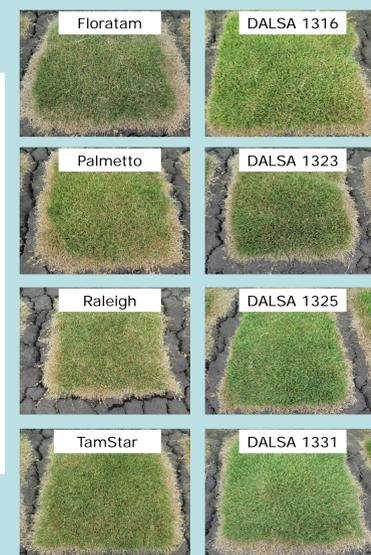 Floratam
DALSA 1316
Palmetto
DALSA 1323
Raleigh
DALSA 1325
TamStar
DALSA 1331